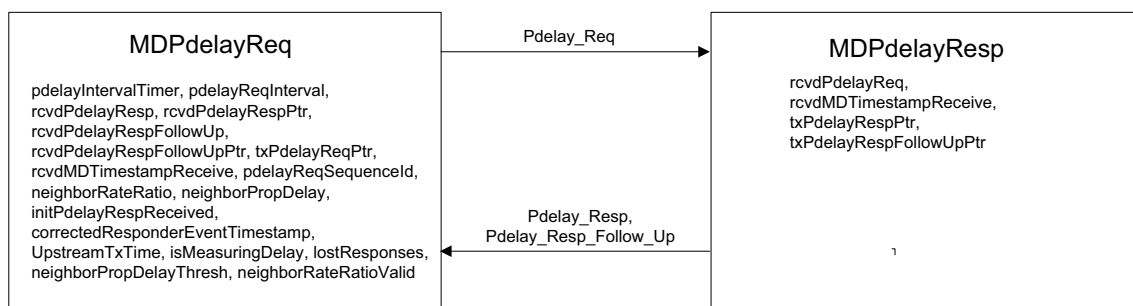 MDPdelayReq
pdelayIntervalTimer, pdelayReqInterval,
rcvdPdelayResp, rcvdPdelayRespPtr,
rcvdPdelayRespFollowUp,
rcvdPdelayRespFollowUpPtr, txPdelayReqPtr,
rcvdMDTimestampReceive, pdelayReqSequenceId,
neighborRateRatio, neighborPropDelay,
initPdelayRespReceived,
correctedResponderEventTimestamp,
UpstreamTxTime, isMeasuringDelay, lostResponses,
neighborPropDelayThresh, neighborRateRatioValid
Pdelay_Req
Pdelay_Resp,
Pdelay_Resp_Follow_Up
MDPdelayResp
rcvdPdelayReq,
rcvdMDTimestampReceive,
txPdelayRespPtr,
txPdelayRespFollowUpPtr